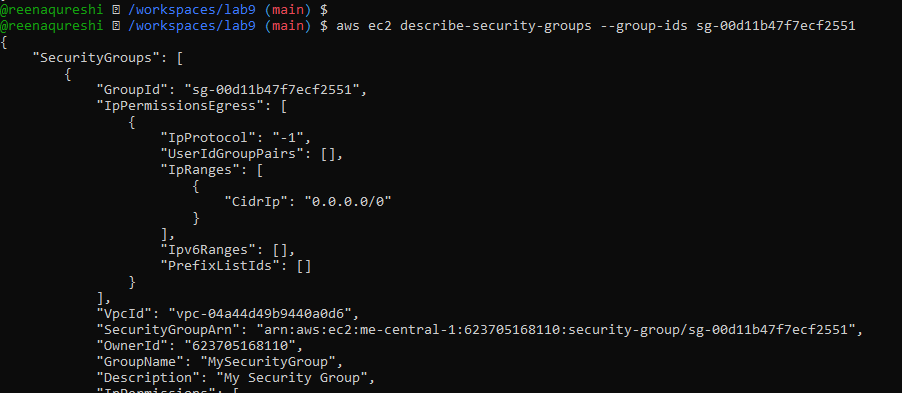 @reenaqureshi /workspaces/lab9 (main) $
@reenaqureshi /workspaces/lab9 (main) $ aws ec2 describe-security-groups --group-ids sg-00d11b47f7ecf2551
{
    "SecurityGroups": [
        {
            "GroupId": "sg-00d11b47f7ecf2551",
            "IpPermissionsEgress": [
                {
                    "IpProtocol": "-1",
                    "UserIdGroupPairs": [],
                    "IpRanges": [
                        {
                            "CidrIp": "0.0.0.0/0"
                        }
                    ],
                    "Ipv6Ranges": [],
                    "PrefixListIds": []
                }
            ],
            "VpcId": "vpc-04a44d49b9440a0d6",
            "SecurityGroupArn": "arn:aws:ec2:me-central-1:623705168110:security-group/sg-00d11b47f7ecf2551",
            "OwnerId": "623705168110",
            "GroupName": "MySecurityGroup",
            "Description": "My Security Group",
            "IpPermissions": [